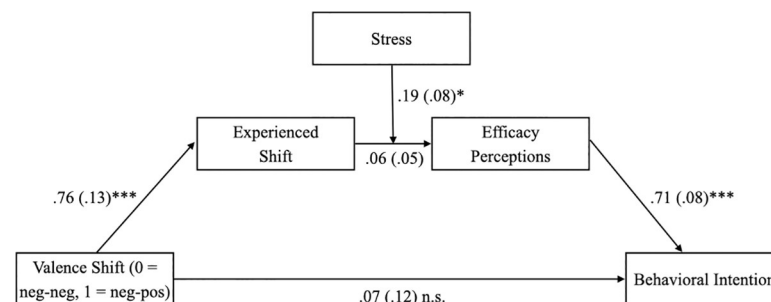 Stress
.19 (.08)*
Experienced
Shift
.06 (.05)
Efficacy
Perceptions
.76 (.13)***
.71 (.08)***
Valence Shift (0 =
neg-neg, 1 = neg-pos)
.07 (.12) n.s.
Behavioral Intention